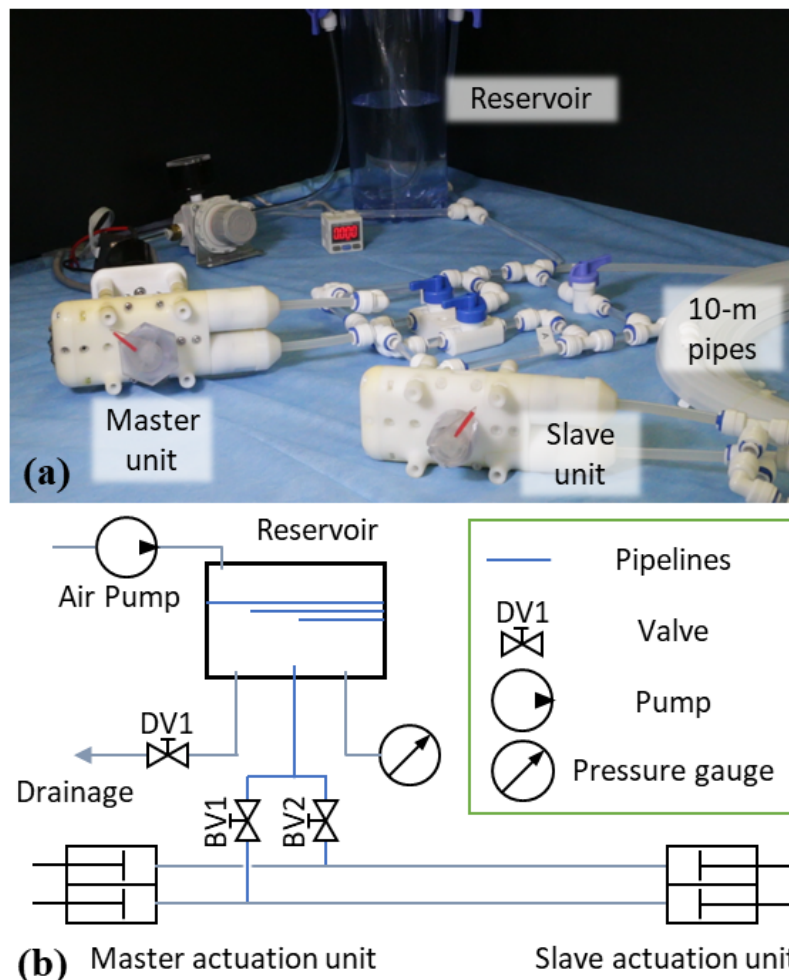 Reservoir
0000
10-m
pipes
Master
unit
Slave
unit
(a)
Reservoir
Air Pump
DV1
Drainage
BV1
BV2
Pipelines
DV1
Valve
Pump
Pressure gauge
(b)
Master actuation unit
Slave actuation unit